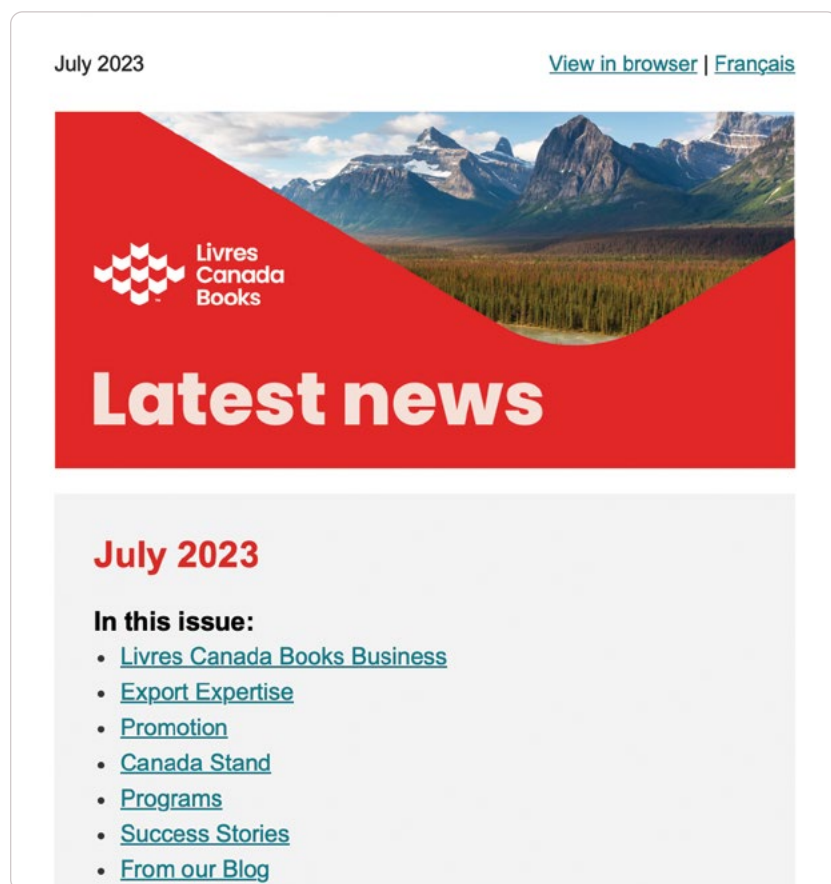 July 2023
View in browser | Français
Livres
Canada
Books
™
Latest news
July 2023
In this issue:
• Livres Canada Books Business
• Export Expertise
• Promotion
• Canada Stand
• Programs
• Success Stories
• From our Blog